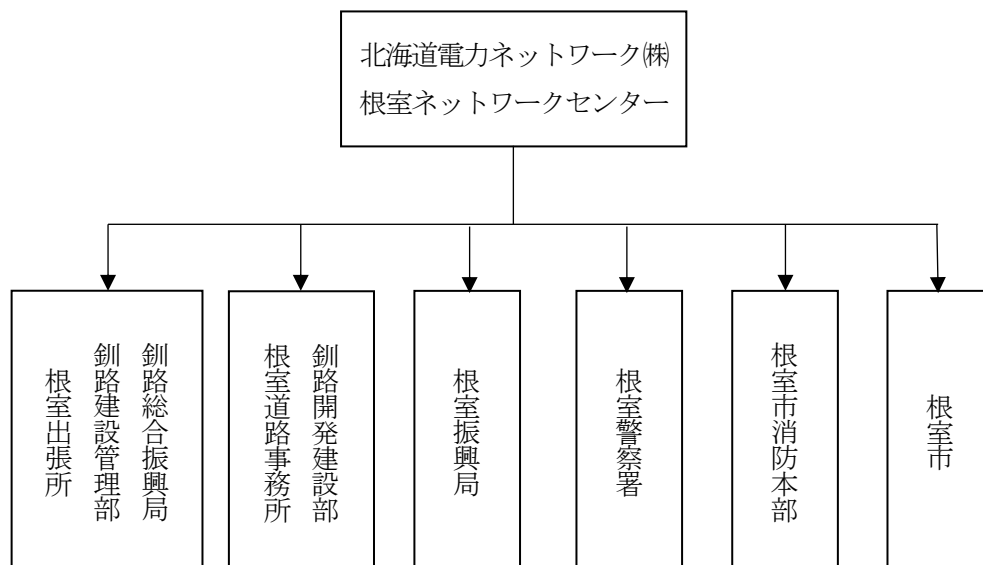 北海道電力ネットワーク㈱
根室ネットワークセンター
釧路総合振興局
釧路建設管理部
根室出張所
釧路開発建設部
根室道路事務所
根室振興局
根室警察署
根室市消防本部
根室市